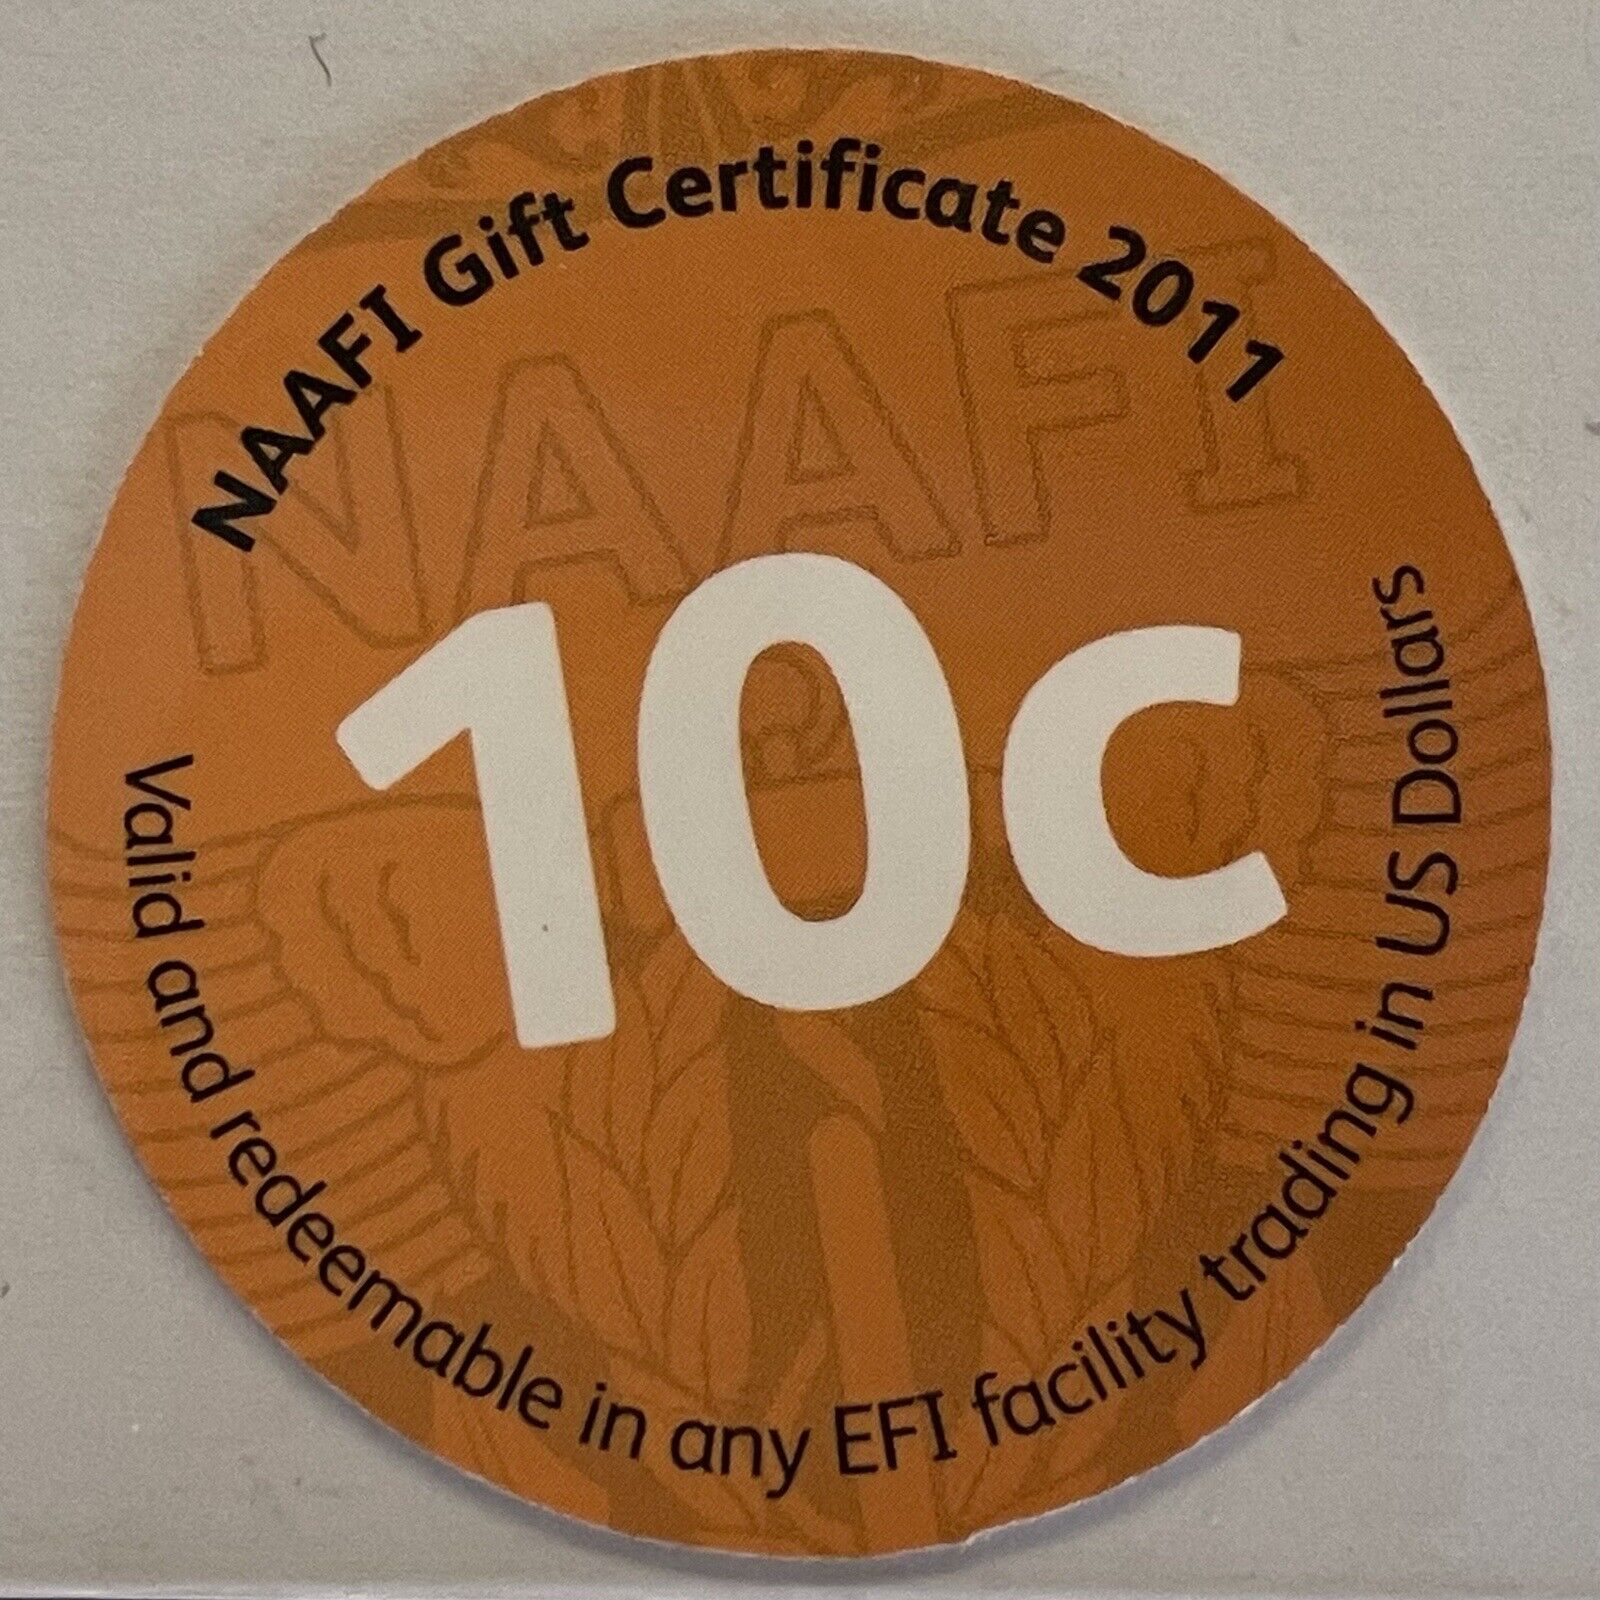 NAAFI Gift Certificate 2011
NAAFI
10c
Valid and redeemable in any EFI facility trading in US Dollars